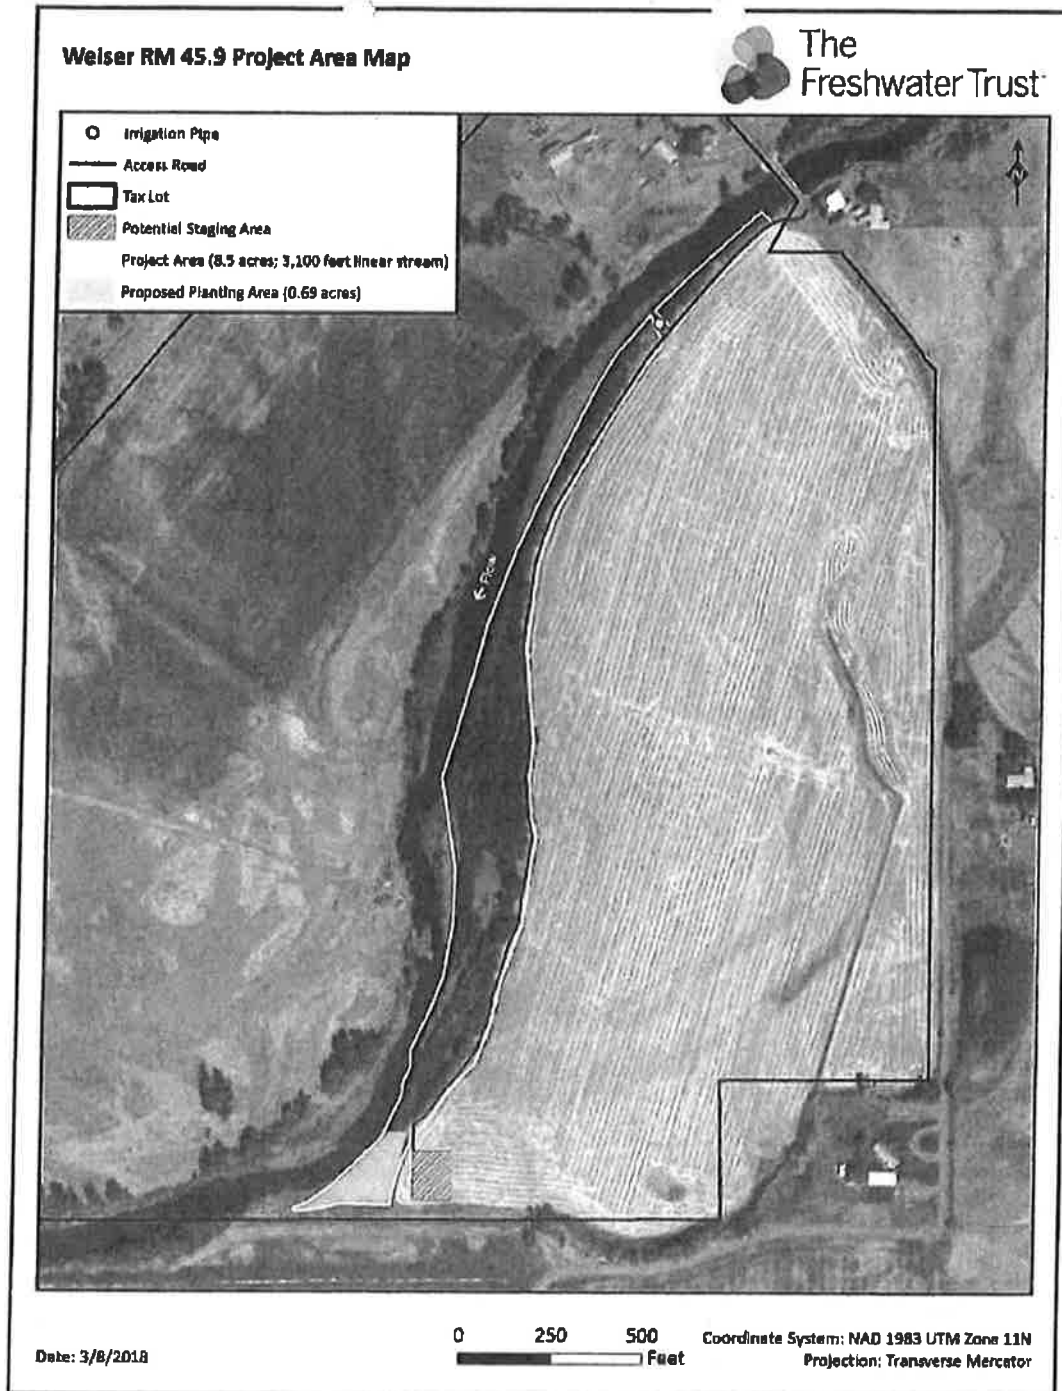 Weiser RM 45.9 Project Area Map
The
Freshwater Trust
Irrigation Pipe
Access Road
Tax Lot
Potential Staging Area
Project Area (8.5 acres; 3,100 feet linear stream)
Proposed Planting Area (0.69 acres)
N
← Flow
0 250 500
Feet
Date: 3/8/2018
Coordinate System: NAD 1983 UTM Zone 11N
Projection: Transverse Mercator